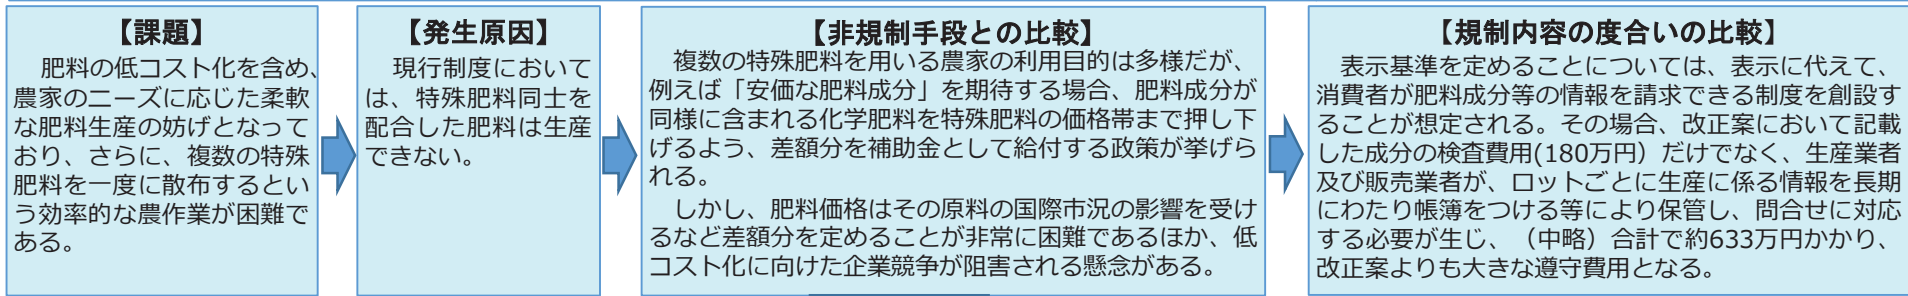 【課題】
肥料の低コスト化を含め、
農家のニーズに応じた柔軟
な肥料生産の妨げとなって
おり、さらに、複数の特殊
肥料を一度に散布するとい
う効率的な農作業が困難で
ある。
【発生原因】
現行制度において
は、特殊肥料同士を
配合した肥料は生産
できない。
【非規制手段との比較】
複数の特殊肥料を用いる農家の利用目的は多様だが、
例えば「安価な肥料成分」を期待する場合、肥料成分が
同様に含まれる化学肥料を特殊肥料の価格帯まで押し下
げるよう、差額分を補助金として給付する政策が挙げら
れる。
しかし、肥料価格はその原料の国際市況の影響を受け
るなど差額分を定めることが非常に困難であるほか、低
コスト化に向けた企業競争が阻害される懸念がある。
【規制内容の度合いの比較】
表示基準を定めることについては、表示に代えて、
消費者が肥料成分等の情報を請求できる制度を創設す
ることが想定される。その場合、改正案において記載
した成分の検査費用(180万円）だけでなく、生産業者
及び販売業者が、ロットごとに生産に係る情報を長期
にわたり帳簿をつける等により保管し、問合せに対応
する必要が生じ、（中略）合計で約633万円かかり、
改正案よりも大きな遵守費用となる。